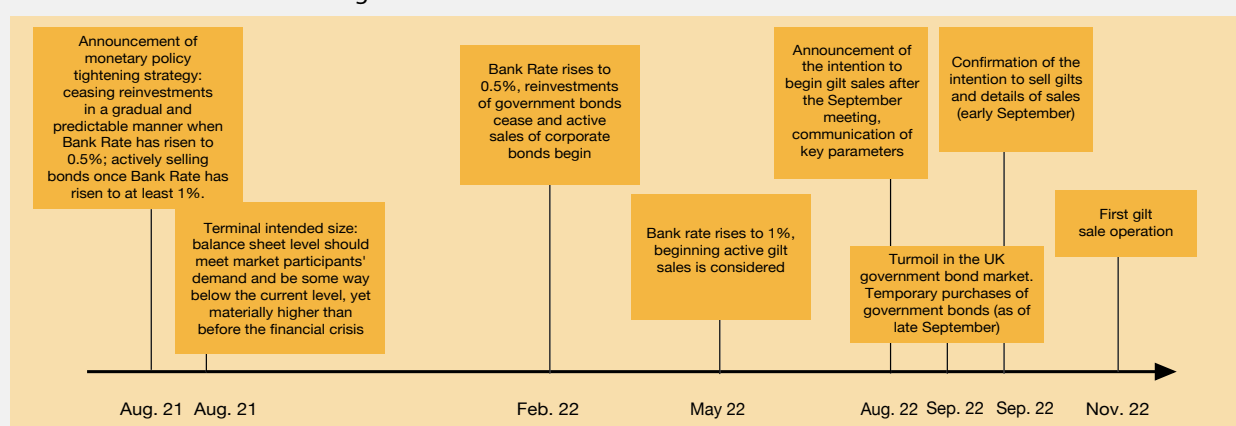 Announcement of
monetary policy
tightening strategy:
ceasing reinvestments
in a gradual and
predictable manner when
Bank Rate has risen to
0.5%; actively selling
bonds once Bank Rate has
risen to at least 1%.
Terminal intended size:
balance sheet level should
meet market participants'
demand and be some way
below the current level, yet
materially higher than
before the financial crisis
Bank Rate rises to
0.5%, reinvestments
of government bonds
cease and active
sales of corporate
bonds begin
Bank rate rises to 1%,
beginning active gilt
sales is considered
Announcement of
the intention to
begin gilt sales after
the September
meeting,
communication of
key parameters
Turmoil in the UK
government bond market.
Temporary purchases of
government bonds (as of
late September)
Confirmation of the
intention to sell gilts
and details of sales
(early September)
First gilt
sale operation
Aug. 21 Aug. 21 Feb. 22 May 22 Aug. 22 Sep. 22 Sep. 22 Nov. 22